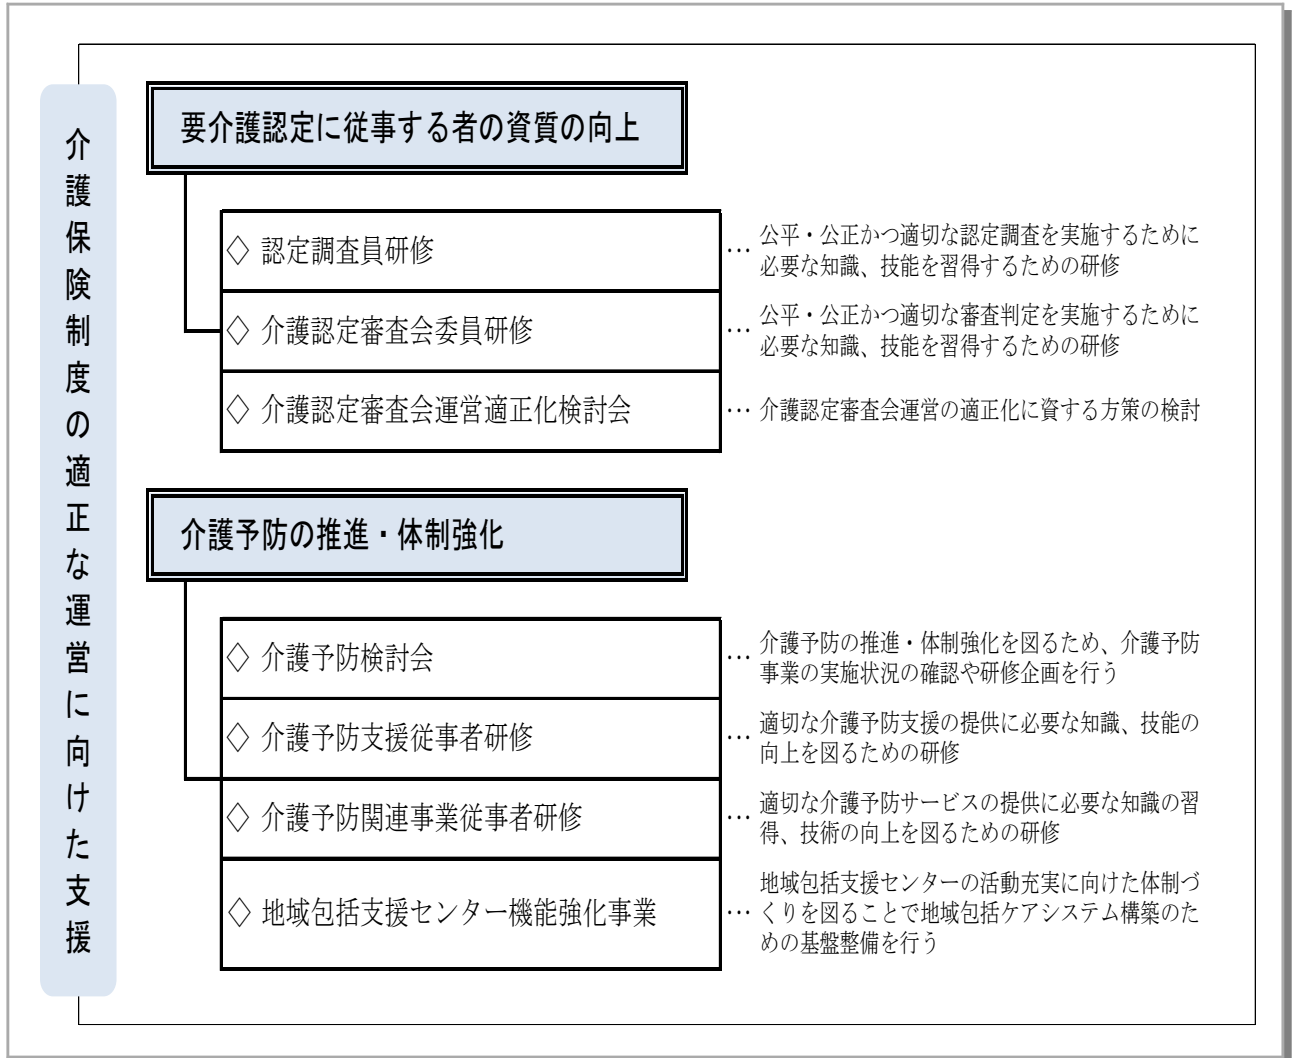 介護保険制度の適正な運営に向けた支援
要介護認定に従事する者の資質の向上
◇ 認定調査員研修
… 公平・公正かつ適切な認定調査を実施するために
必要な知識、技能を習得するための研修
◇ 介護認定審査会委員研修
… 公平・公正かつ適切な審査判定を実施するために
必要な知識、技能を習得するための研修
◇ 介護認定審査会運営適正化検討会
… 介護認定審査会運営の適正化に資する方策の検討
介護予防の推進・体制強化
◇ 介護予防検討会
… 介護予防の推進・体制強化を図るため、介護予防
事業の実施状況の確認や研修企画を行う
◇ 介護予防支援従事者研修
… 適切な介護予防支援の提供に必要な知識、技能の
向上を図るための研修
◇ 介護予防関連事業従事者研修
… 適切な介護予防サービスの提供に必要な知識の習
得、技術の向上を図るための研修
◇ 地域包括支援センター機能強化事業
地域包括支援センターの活動充実に向けた体制づ
… くりを図ることで地域包括ケアシステム構築のた
めの基盤整備を行う